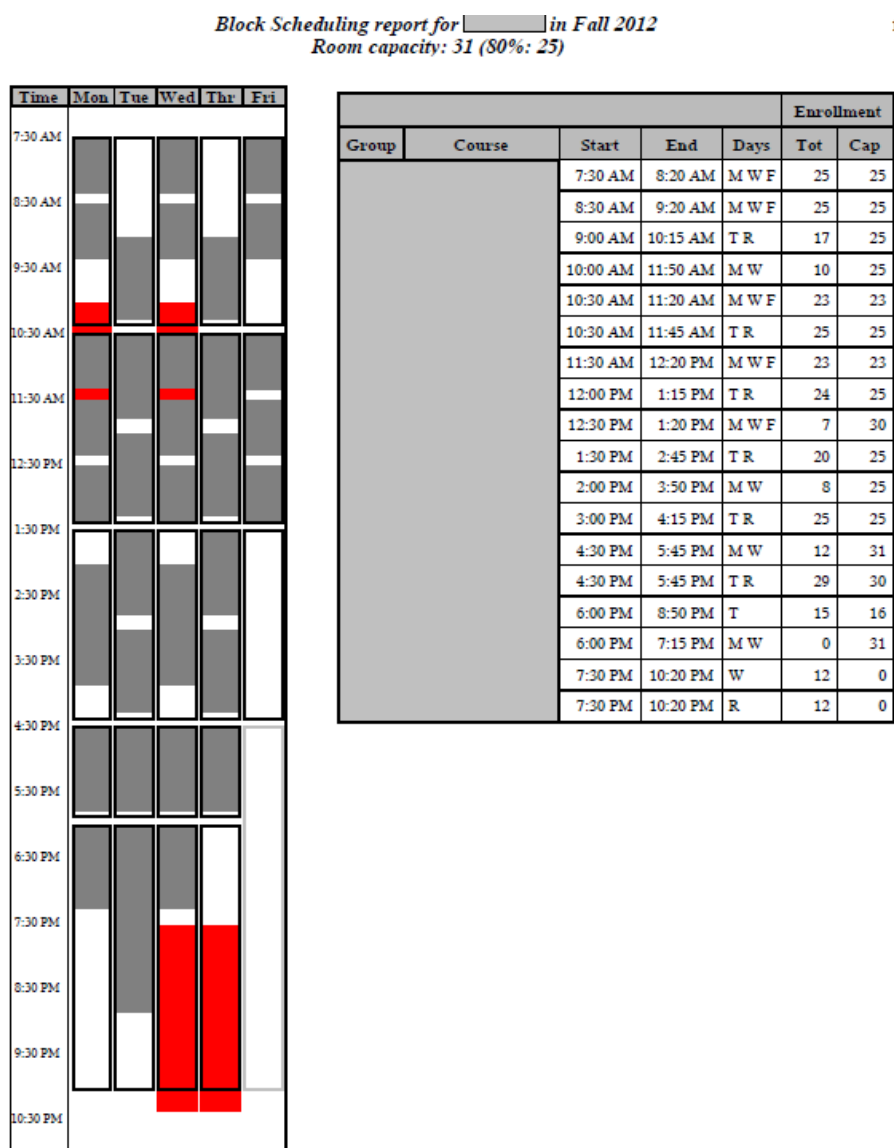 Block Scheduling report for in Fall 2012
Room capacity: 31 (80%: 25)
Time Mon Tue Wed Thr Fri
7:30 AM
8:30 AM
9:30 AM
10:30 AM
11:30 AM
12:30 PM
1:30 PM
2:30 PM
3:30 PM
4:30 PM
5:30 PM
6:30 PM
7:30 PM
8:30 PM
9:30 PM
10:30 PM
Enrollment
Group Course Start End Days Tot Cap
7:30 AM 8:20 AM M W F 25 25
8:30 AM 9:20 AM M W F 25 25
9:00 AM 10:15 AM T R 17 25
10:00 AM 11:50 AM M W 10 25
10:30 AM 11:20 AM M W F 23 23
10:30 AM 11:45 AM T R 25 25
11:30 AM 12:20 PM M W F 23 23
12:00 PM 1:15 PM T R 24 25
12:30 PM 1:20 PM M W F 7 30
1:30 PM 2:45 PM T R 20 25
2:00 PM 3:50 PM M W 8 25
3:00 PM 4:15 PM T R 25 25
4:30 PM 5:45 PM M W 12 31
4:30 PM 5:45 PM T R 29 30
6:00 PM 8:50 PM T 15 16
6:00 PM 7:15 PM M W 0 31
7:30 PM 10:20 PM W 12 0
7:30 PM 10:20 PM R 12 0